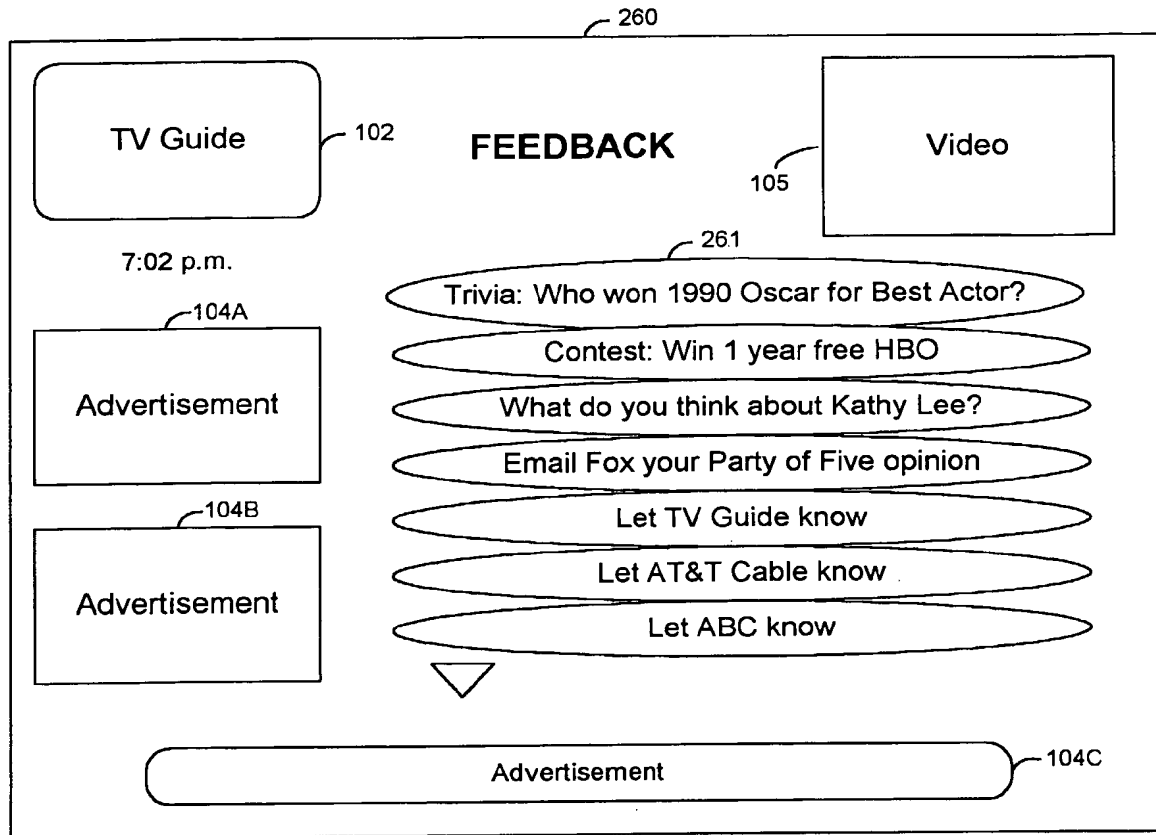 260
TV Guide
102
FEEDBACK
Video
105
7:02 p.m.
261
Trivia: Who won 1990 Oscar for Best Actor?
104A
Contest: Win 1 year free HBO
Advertisement
What do you think about Kathy Lee?
Email Fox your Party of Five opinion
104B
Let TV Guide know
Advertisement
Let AT&T Cable know
Let ABC know
Advertisement
104C